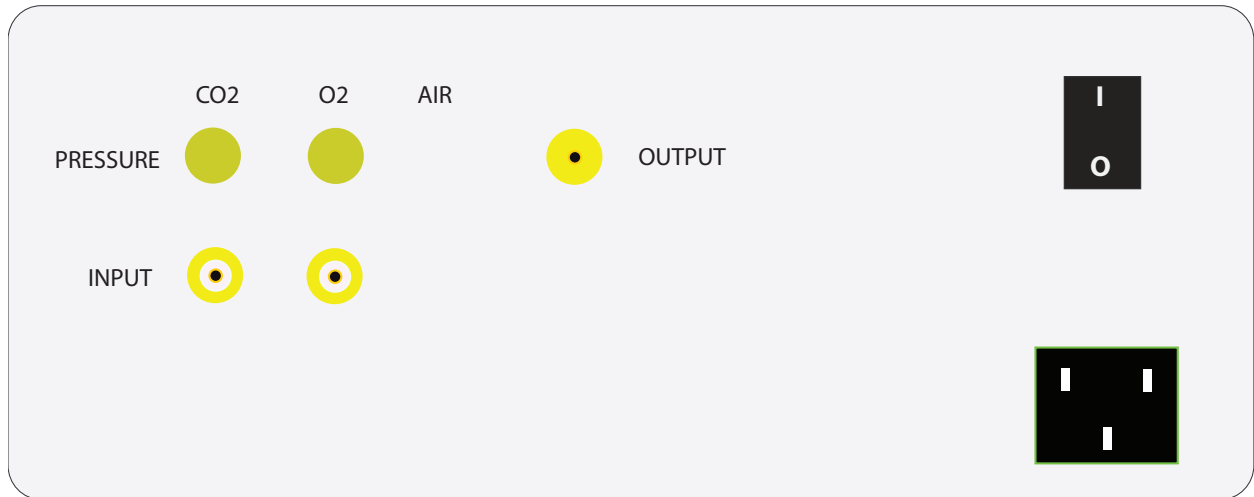 CO2 O2 AIR
PRESSURE
OUTPUT
INPUT
I
O